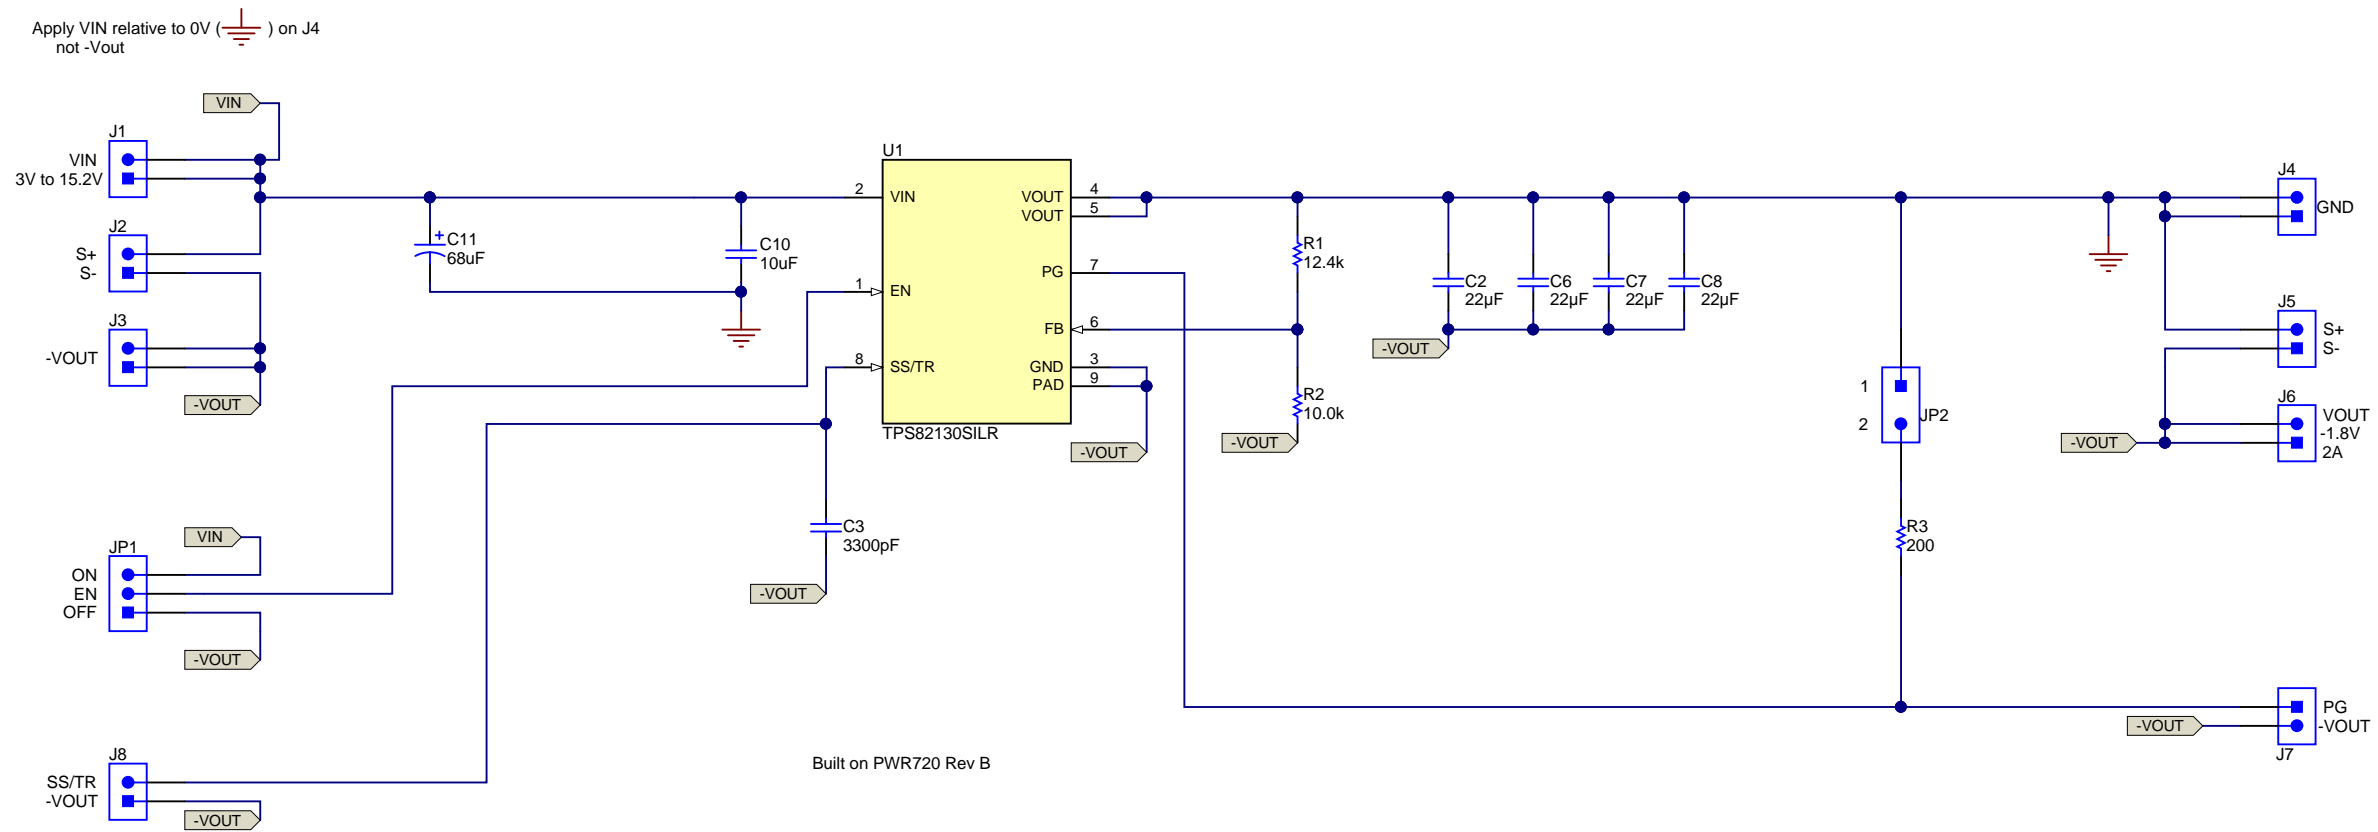 Apply VIN relative to 0V ( ) on J4
not -Vout
VIN
J1
VIN
3V to 15.2V
J2
S+
S-
J3
-VOUT
-VOUT
+
C11
68uF
C10
10uF
U1
2
VIN
1
EN
8
SS/TR
VOUT
4
VOUT
5
PG
7
FB
6
GND
3
PAD
9
TPS82130SILR
-VOUT
R1
12.4k
R2
10.0k
-VOUT
C2
22µF
C6
22µF
C7
22µF
C8
22µF
-VOUT
J4
GND
J5
S+
S-
J6
VOUT
-1.8V
2A
-VOUT
1
2
JP2
R3
200
C3
3300pF
-VOUT
VIN
JP1
ON
EN
OFF
-VOUT
J8
SS/TR
-VOUT
-VOUT
Built on PWR720 Rev B
PG
-VOUT
-VOUT
J7